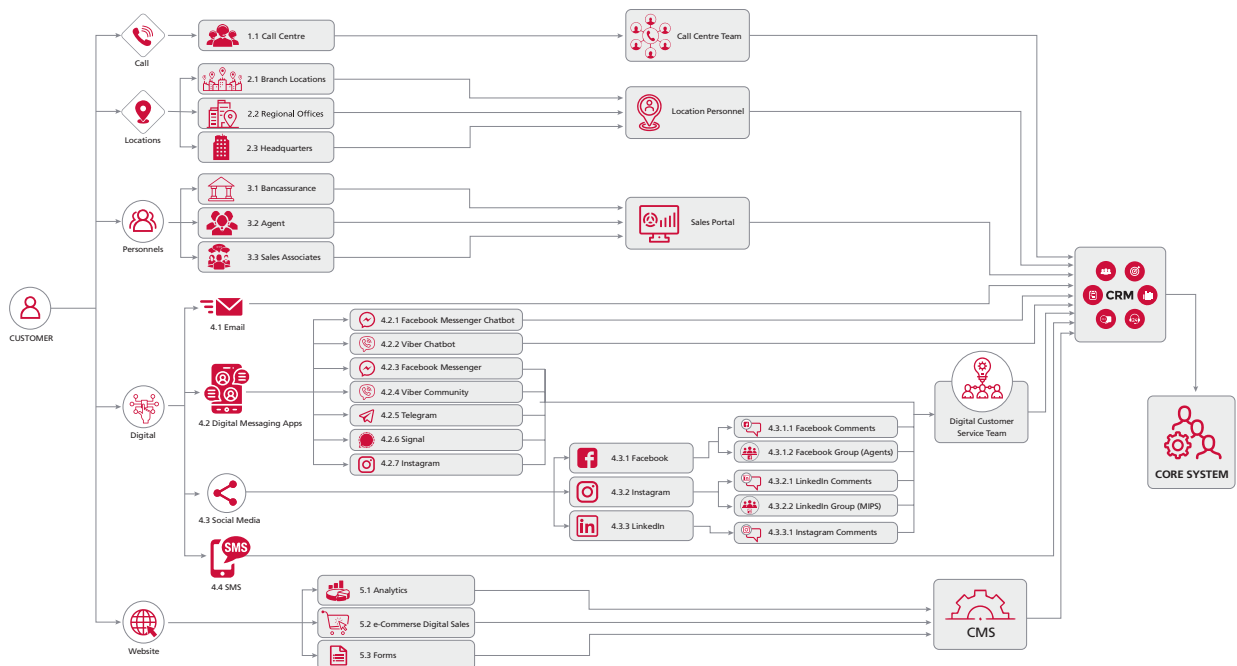 CUSTOMER
Call
1.1 Call Centre
Call Centre Team
Locations
2.1 Branch Locations
2.2 Regional Offices
2.3 Headquarters
Location Personnel
Personnels
3.1 Bancassurance
3.2 Agent
3.3 Sales Associates
Sales Portal
Digital
4.1 Email
4.2 Digital Messaging Apps
4.2.1 Facebook Messenger Chatbot
4.2.2 Viber Chatbot
4.2.3 Facebook Messenger
4.2.4 Viber Community
4.2.5 Telegram
4.2.6 Signal
4.2.7 Instagram
4.3 Social Media
4.3.1 Facebook
4.3.2 Instagram
in
4.3.3 LinkedIn
4.3.1.1 Facebook Comments
4.3.1.2 Facebook Group (Agents)
4.3.2.1 LinkedIn Comments
4.3.2.2 LinkedIn Group (MIPS)
4.3.3.1 Instagram Comments
Digital Customer
Service Team
SMS
4.4 SMS
Website
5.1 Analytics
5.2 e-Commerse Digital Sales
5.3 Forms
CMS
CRM
CORE SYSTEM